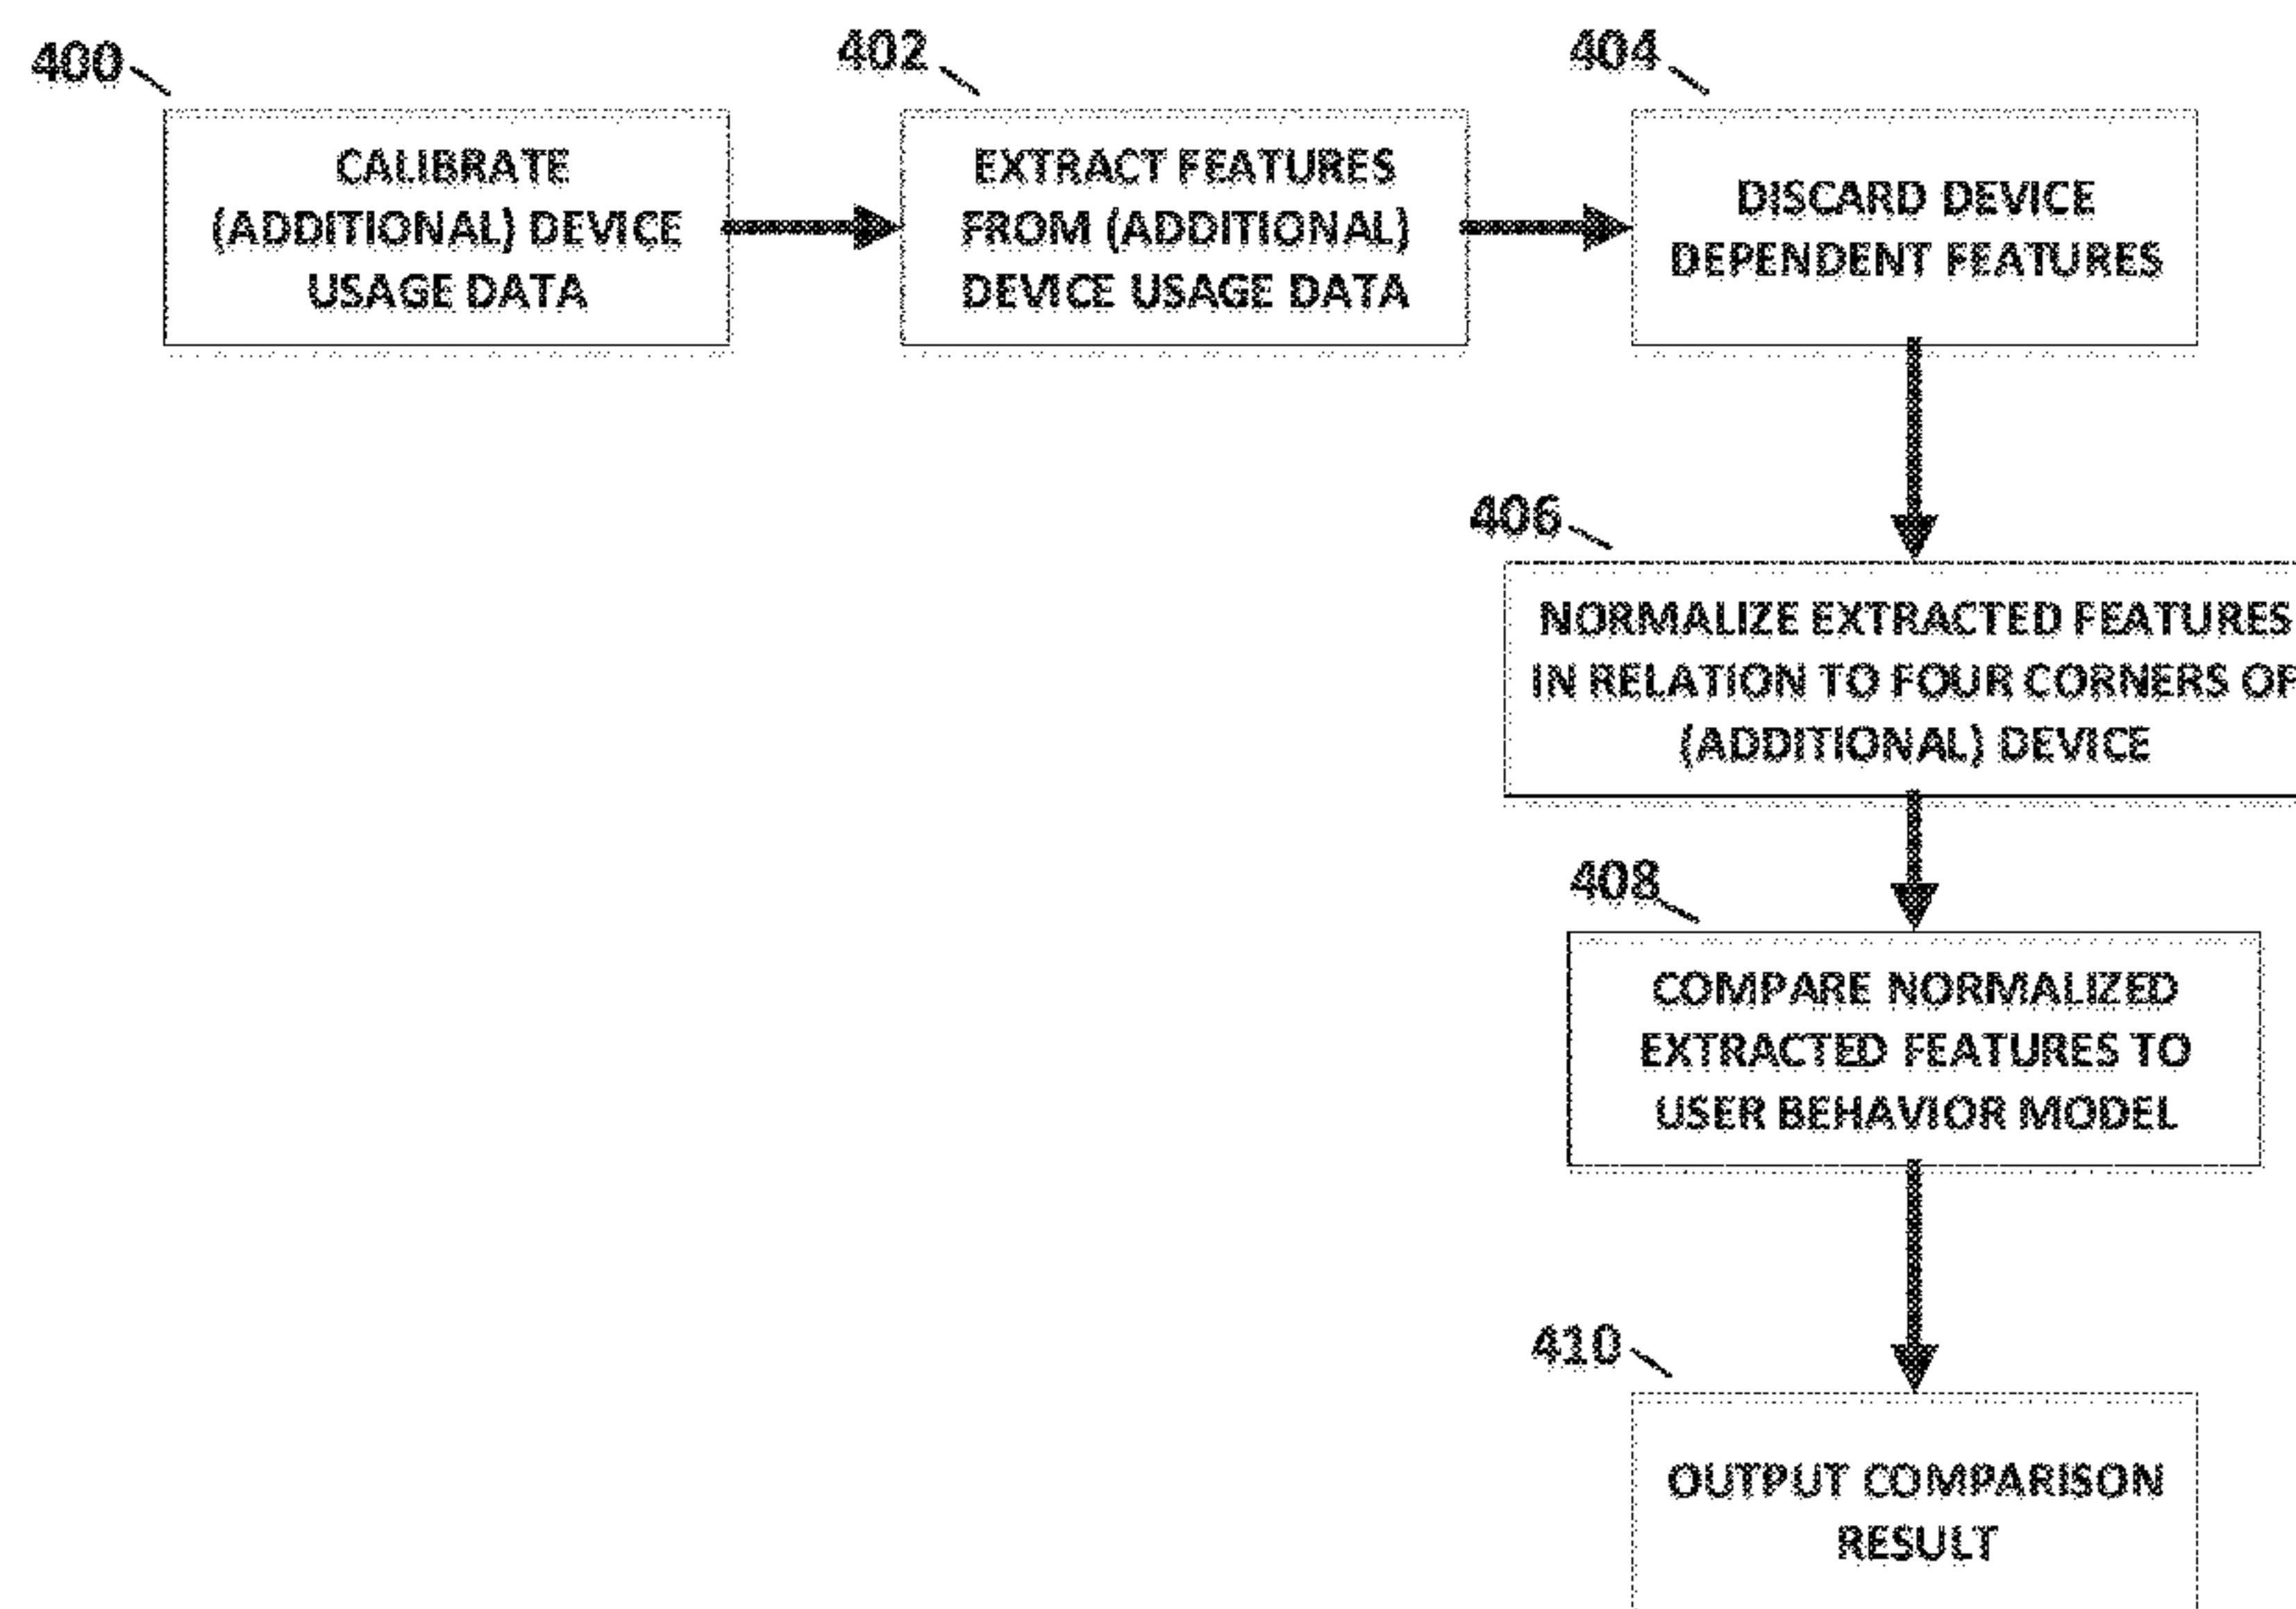 400
CALIBRATE
(ADDITIONAL) DEVICE
USAGE DATA
402
EXTRACT FEATURES
FROM (ADDITIONAL)
DEVICE USAGE DATA
404
DISCARD DEVICE
DEPENDENT FEATURES
406
NORMALIZE EXTRACTED FEATURES
IN RELATION TO FOUR CORNERS OF
(ADDITIONAL) DEVICE
408
COMPARE NORMALIZED
EXTRACTED FEATURES TO
USER BEHAVIOR MODEL
410
OUTPUT COMPARISON
RESULT